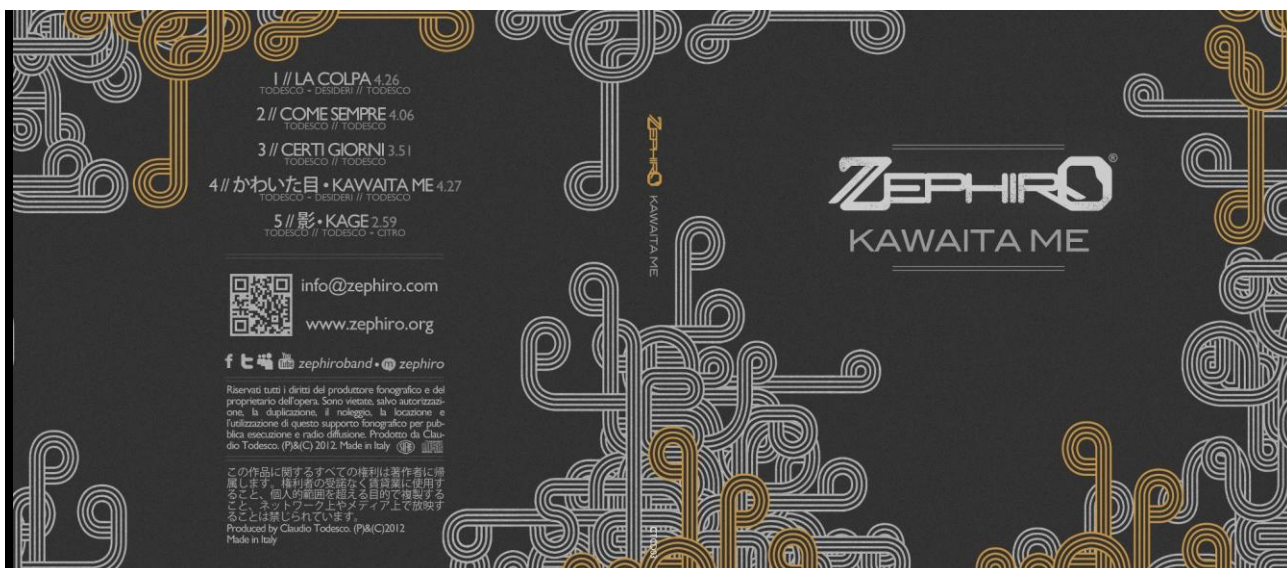 1 // LA COLPA 4.26
TODESCO - DESIDERI // TODESCO
2 // COME SEMPRE 4.06
TODESCO // TODESCO
3 // CERTI GIORNI 3.51
TODESCO // TODESCO
4 // かわいた目 • KAWAITA ME 4.27
TODESCO - DESIDERI // TODESCO
5 // 影 • KAGE 2.59
TODESCO // TODESCO - CITRO
info@zephiro.com
www.zephiro.org
f t You Tube zephiroband • m zephiro
Riservati tutti i diritti del produttore fonografico e del
proprietario dell'opera. Sono vietate, salvo autorizzazi-
one, la duplicazione, il noleggio, la locazione e
l'utilizzazione di questo supporto fonografico per pub-
blica esecuzione e radio diffusione. Prodotto da Clau-
dio Todesco. (P)&(C) 2012. Made in Italy
この作品に関するすべての権利は著作者に帰
属します。権利者の受諾なく賃貸業に使用す
ること、個人的範囲を超える目的で複製する
こと、ネットワーク上やメディア上で放映す
ることは禁じられています。
Produced by Claudio Todesco. (P)&(C)2012
Made in Italy
ZEPHIRO
KAWAITA ME
ZEPHIRO®
KAWAITA ME